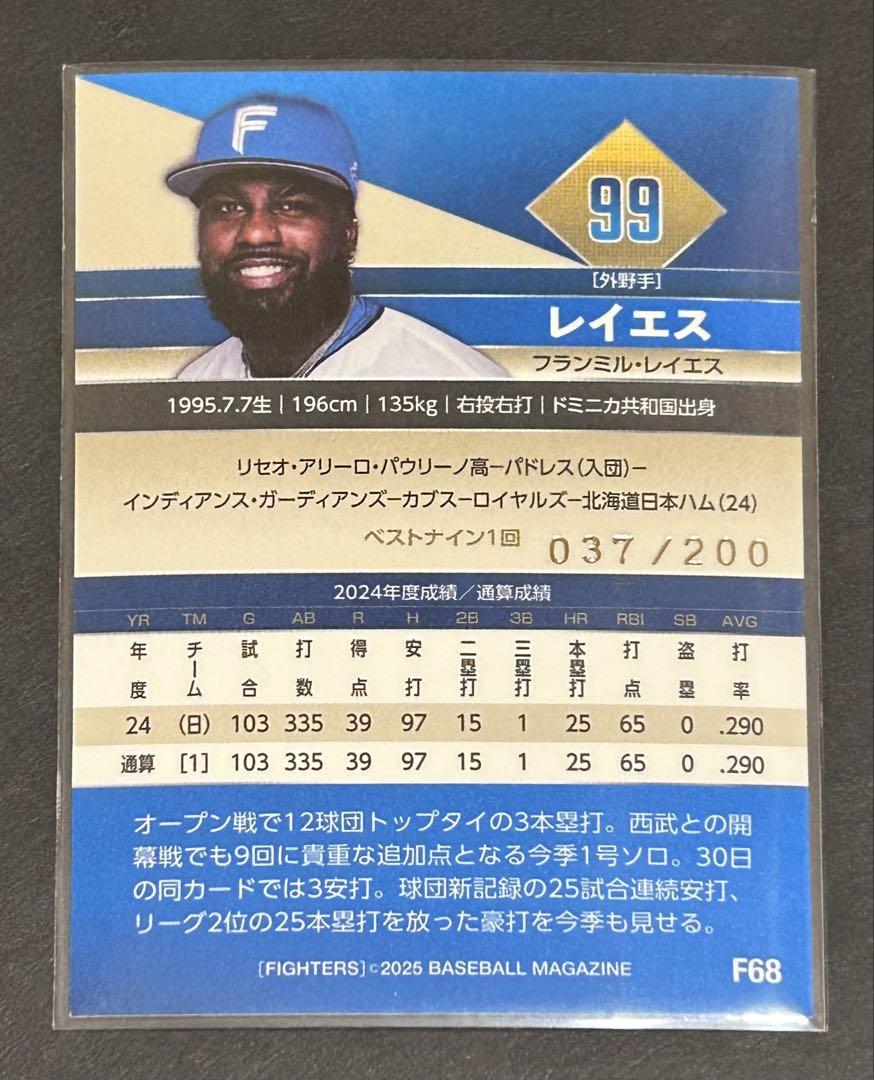 F
99
[外野手]
レイエス
フランミル・レイエス
1995.7.7生|196cm|135kg|右投右打|ドミニカ共和国出身
リセオ・アリーロ・パウリーノ高ーパドレス(入団)ー
インディアンス・ガーディアンズーカブスーロイヤルズー北海道日本ハム(24)
ベストナイン1回
037/200
2024年度成績/通算成績
YR TM G AB R H 2B 3B HR RBI SB AVG
年度 チーム 試合 打数 得点 安打 二塁打 三塁打 本塁打 打点 盗塁 打率
24 (日) 103 335 39 97 15 1 25 65 0 .290
通算 [1] 103 335 39 97 15 1 25 65 0 .290
オープン戦で12球団トップタイの3本塁打。西武との開
幕戦でも9回に貴重な追加点となる今季1号ソロ。30日
の同カードでは3安打。球団新記録の25試合連続安打、
リーグ2位の25本塁打を放った豪打を今季も見せる。
[FIGHTERS]©2025 BASEBALL MAGAZINE
F68